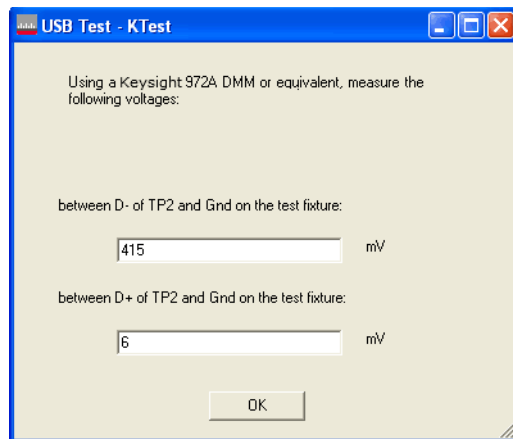 USB Test - KTest
Using a Keysight 972A DMM or equivalent, measure the
following voltages:
between D- of TP2 and Gnd on the test fixture:
415 mV
between D+ of TP2 and Gnd on the test fixture:
6 mV
OK